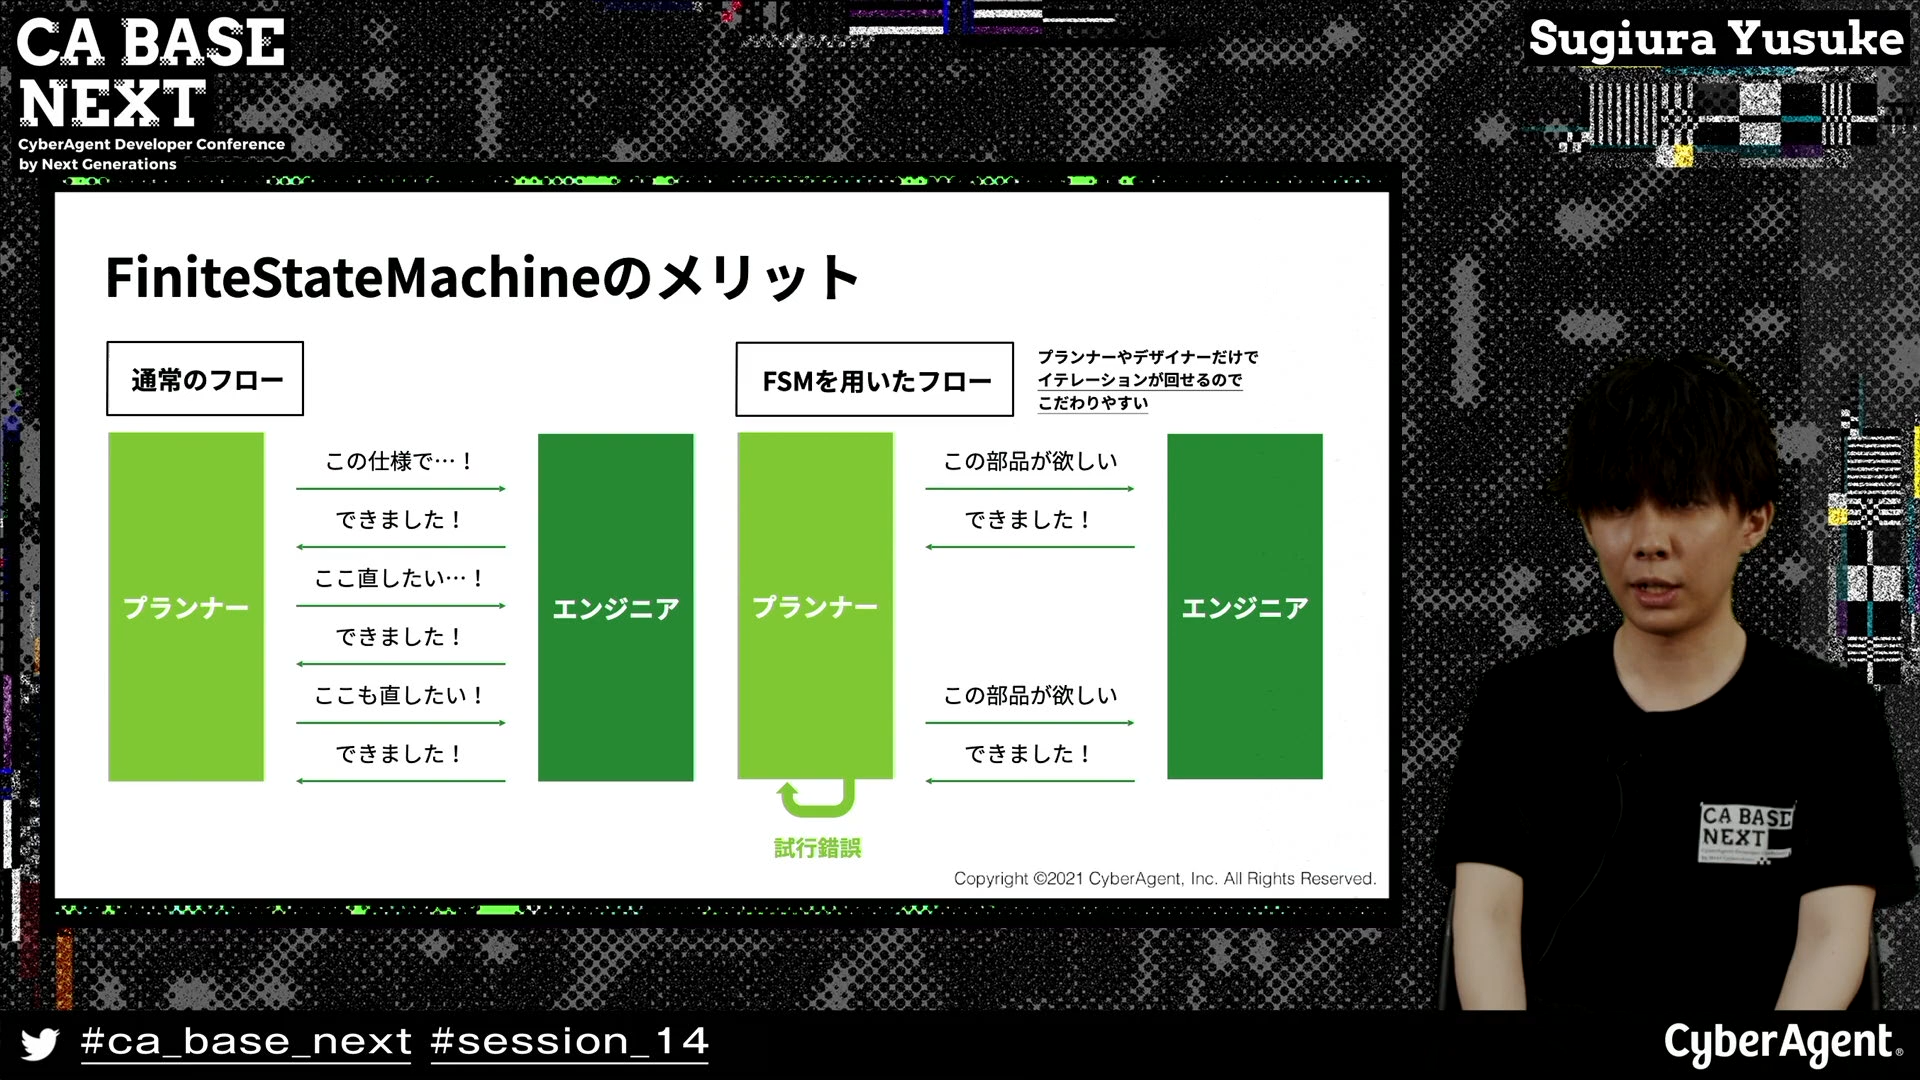 CA BASE
NEXT
CyberAgent Developer Conference
by Next Generations
Sugiura Yusuke
FiniteStateMachineのメリット
通常のフロー
プランナー
この仕様で…！
できました！
ここ直したい…！
できました！
ここも直したい！
できました！
エンジニア
FSMを用いたフロー
プランナーやデザイナーだけで
イテレーションが回せるので
こだわりやすい
プランナー
この部品が欲しい
できました！
この部品が欲しい
できました！
エンジニア
試行錯誤
Copyright ©2021 CyberAgent, Inc. All Rights Reserved.
CA BASE
NEXT
#ca_base_next #session_14
CyberAgent®